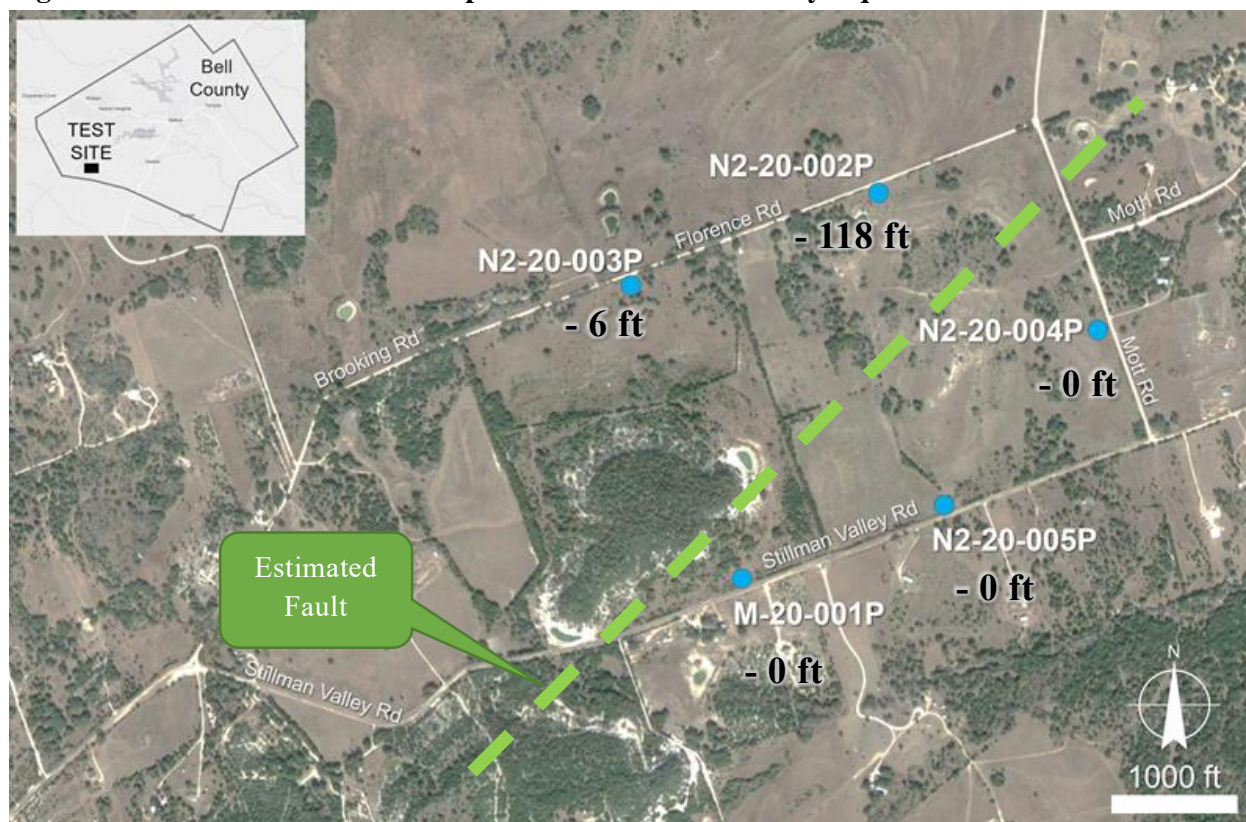 Bell
County
TEST
SITE
N2-20-002P
- 118 ft
Florence Rd
Moth Rd
N2-20-003P
- 6 ft
Brooking Rd
N2-20-004P
- 0 ft
Mott Rd
Stillman Valley Rd
N2-20-005P
- 0 ft
M-20-001P
- 0 ft
Estimated
Fault
Stillman Valley Rd
N
1000 ft